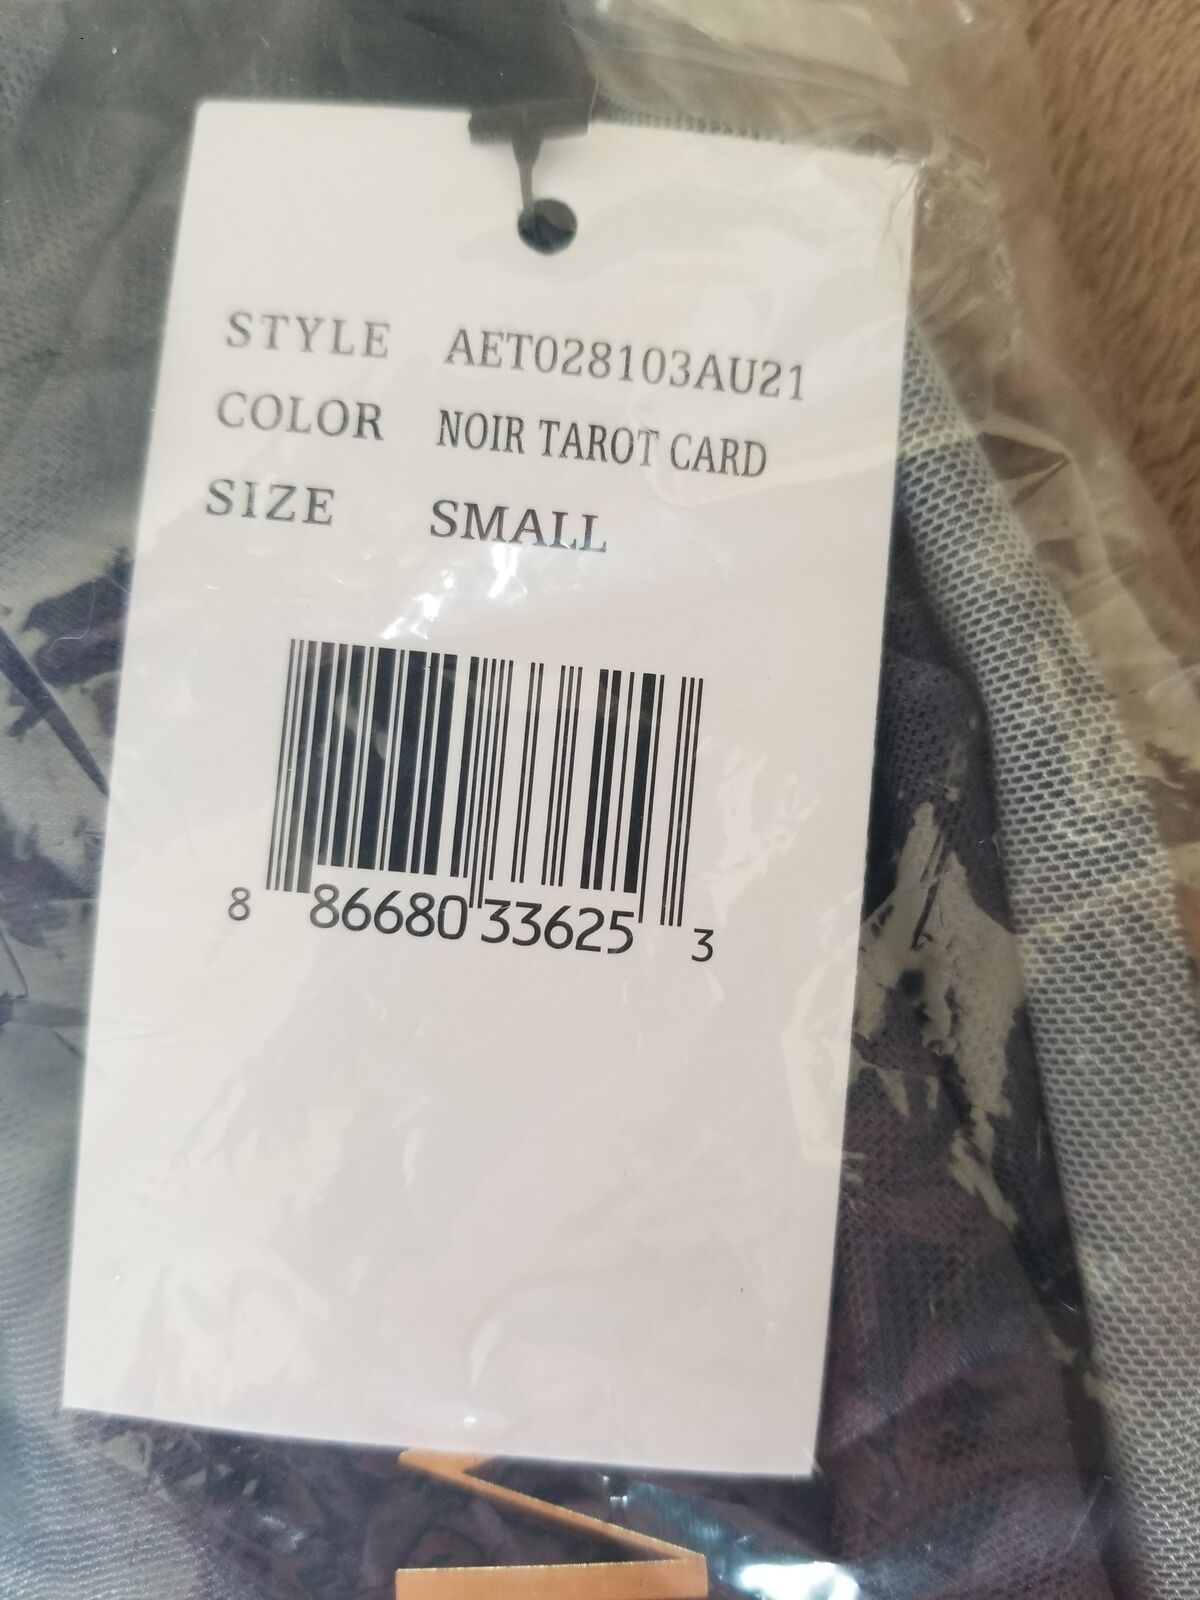 STYLE AET028103AU21
COLOR NOIR TAROT CARD
SIZE SMALL
8 86680 33625 3